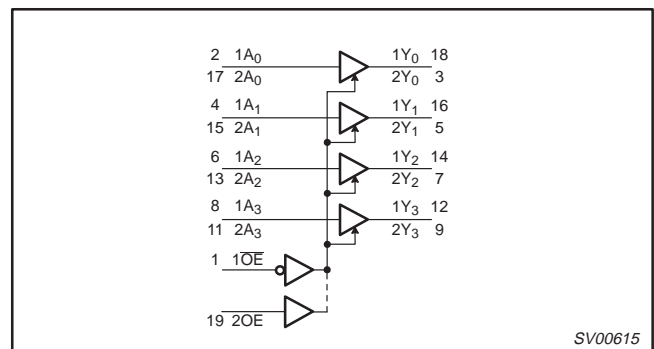 2 1A0 1Y0 18
17 2A0 2Y0 3
4 1A1 1Y1 16
15 2A1 2Y1 5
6 1A2 1Y2 14
13 2A2 2Y2 7
8 1A3 1Y3 12
11 2A3 2Y3 9
1 1O̅E̅
19 2OE
SV00615